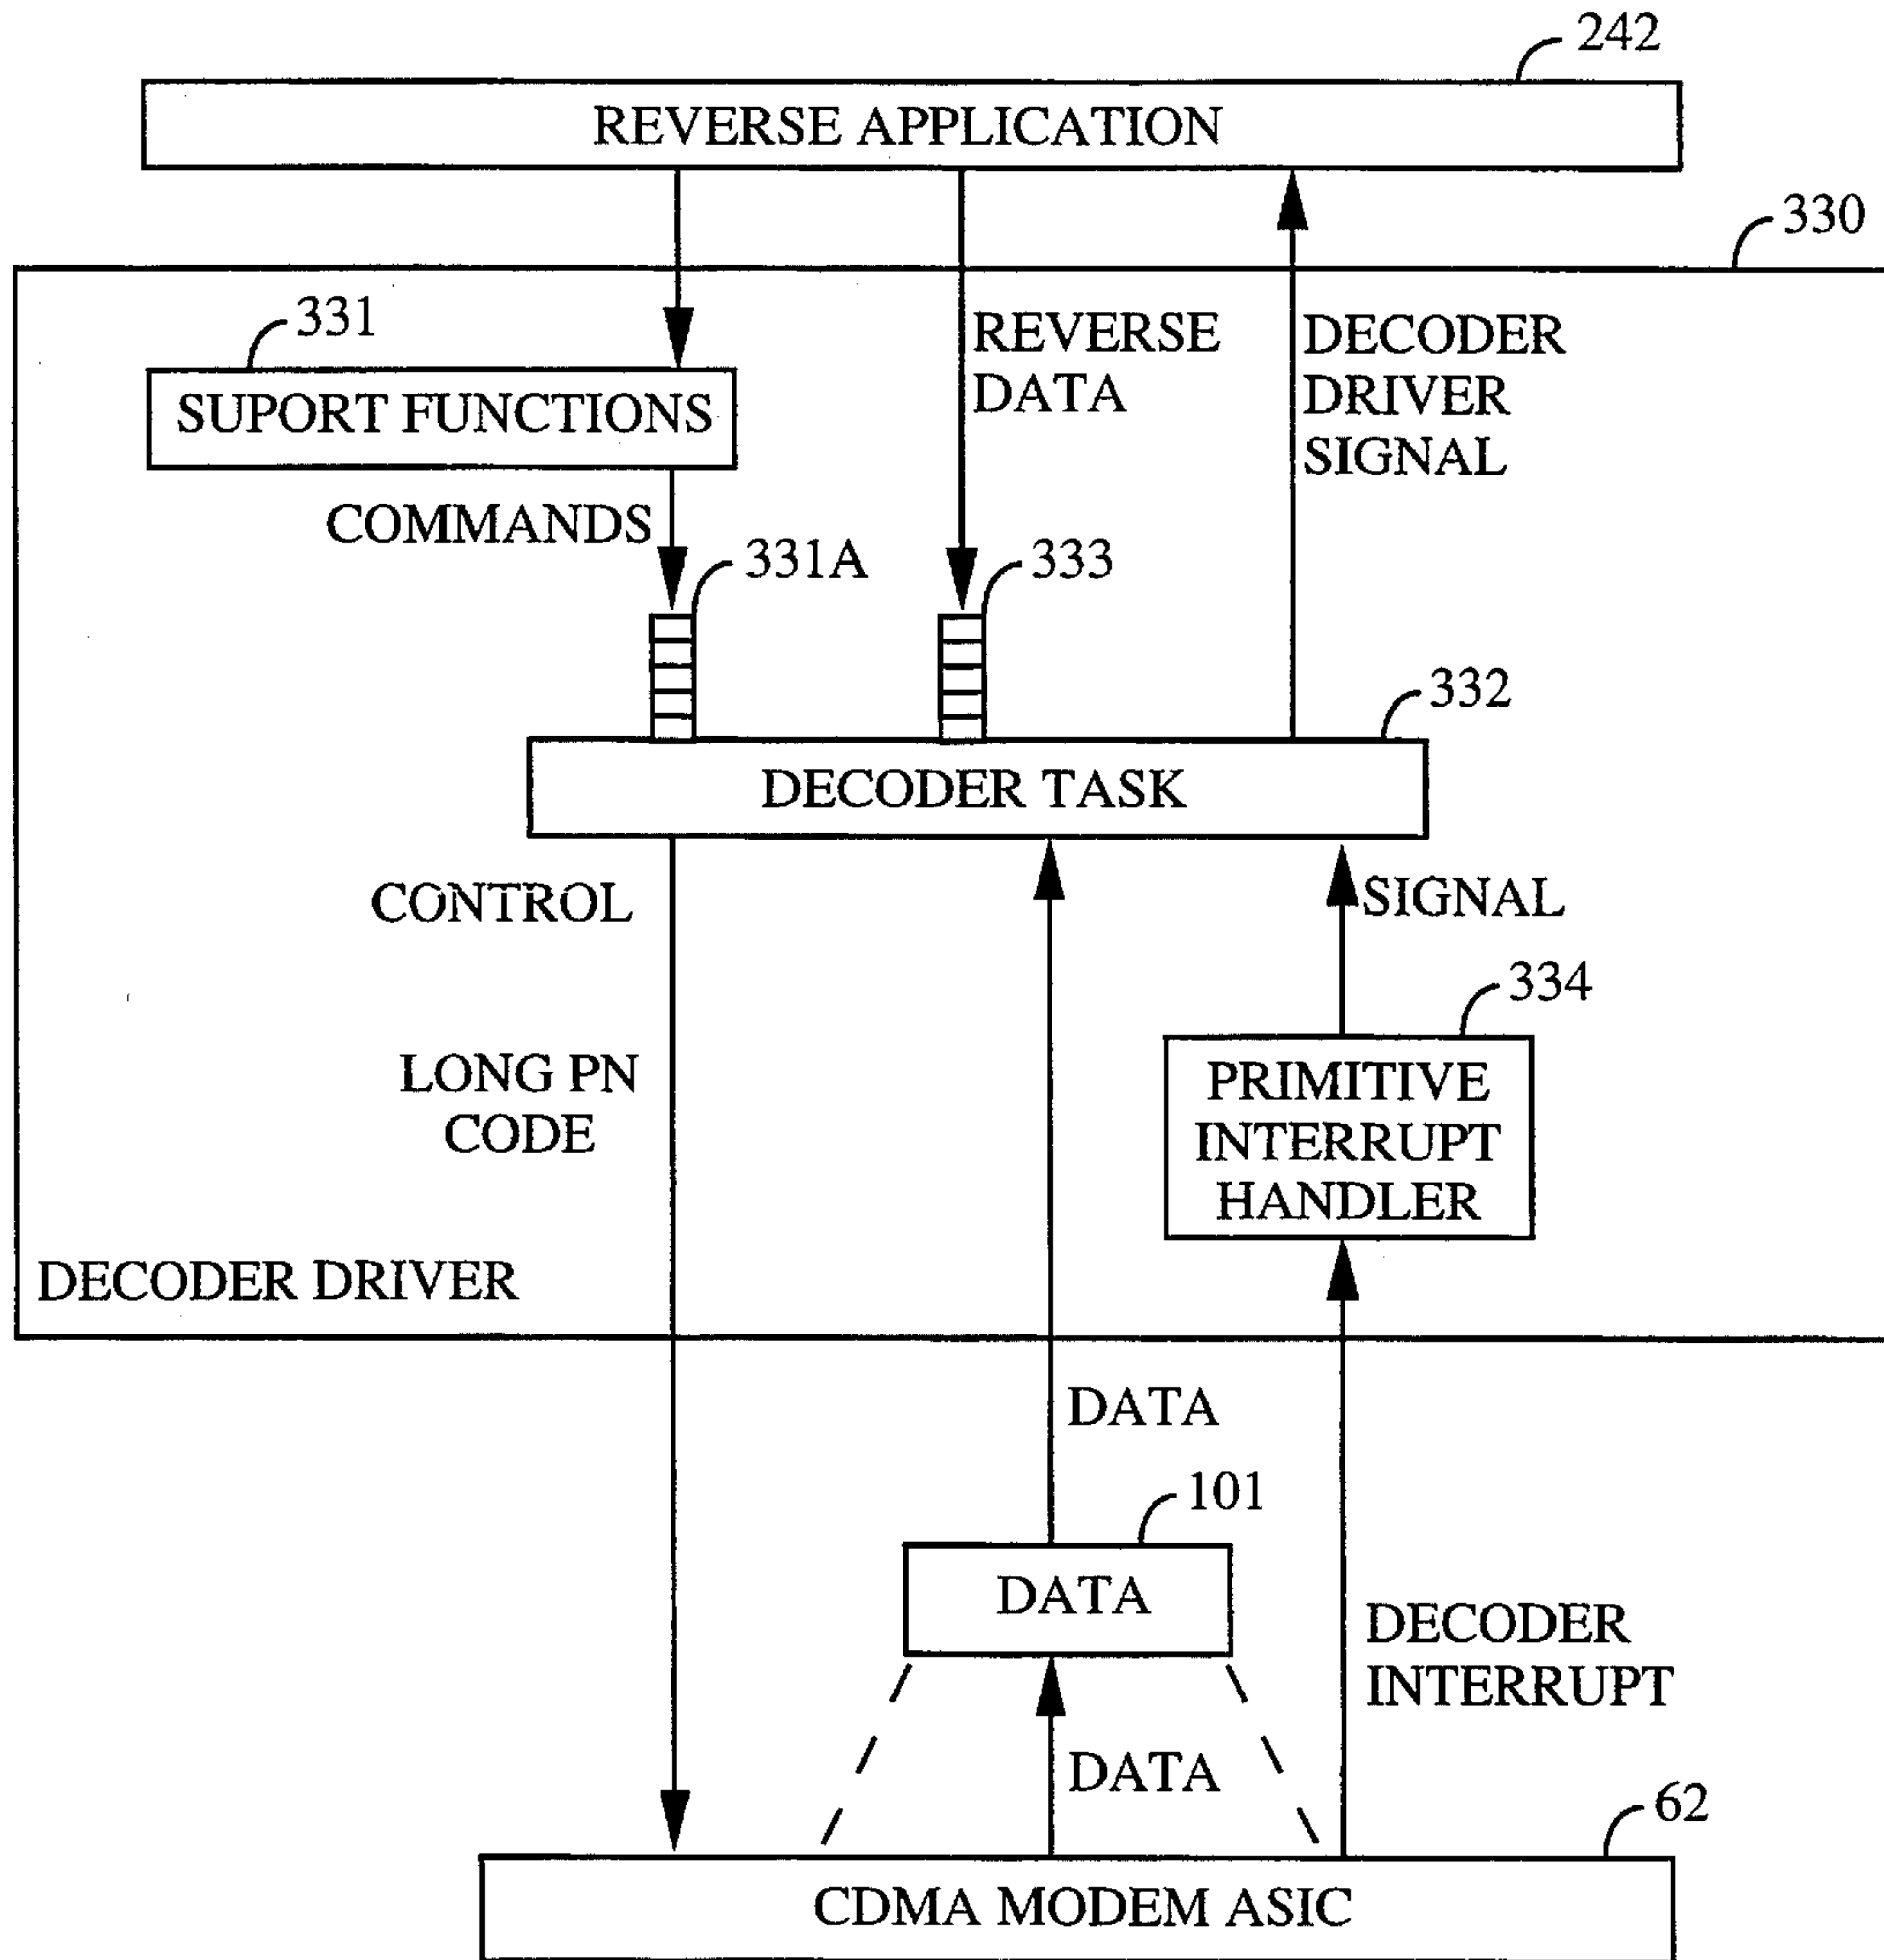 242
REVERSE APPLICATION
330
331
SUPORT FUNCTIONS
REVERSE
DATA
DECODER
DRIVER
SIGNAL
COMMANDS
331A
333
332
DECODER TASK
CONTROL
SIGNAL
334
LONG PN
CODE
PRIMITIVE
INTERRUPT
HANDLER
DECODER DRIVER
DATA
101
DATA
DECODER
INTERRUPT
DATA
62
CDMA MODEM ASIC